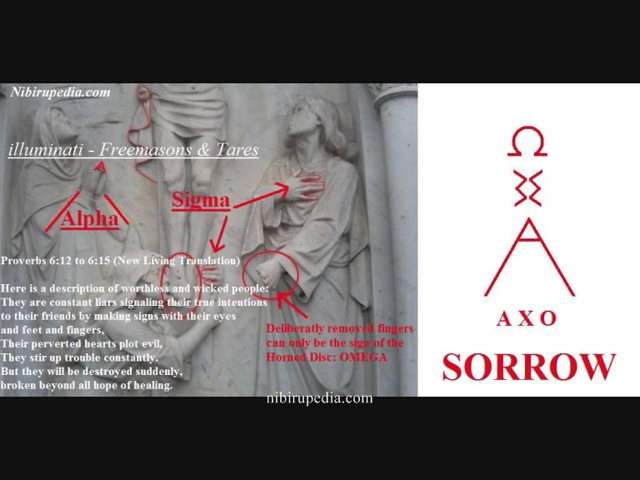 Nibirupedia.com
illuminati - Freemasons & Tares
A
Alpha
Sigma
Proverbs 6:12 to 6:15 (New Living Translation)
Here is a description of worthless and wicked people:
They are constant liars signaling their true intentions
to their friends by making signs with their eyes
and feet and fingers,
Their perverted hearts plot evil,
They stir up trouble constantly.
But they will be destroyed suddenly,
broken beyond all hope of healing.
Deliberatly removed fingers
can only be the sign of the
Horned Disc: OMEGA
Ω
A
A X O
SORROW
nibirupedia.com